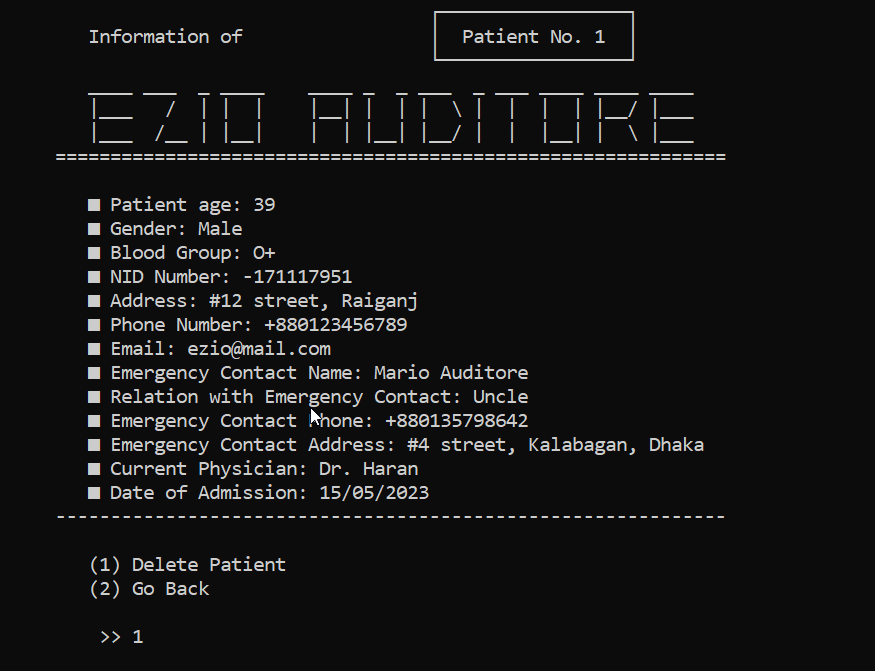 Information of
Patient No. 1
EZIO AUDITORE
==============================================================
■ Patient age: 39
■ Gender: Male
■ Blood Group: O+
■ NID Number: -171117951
■ Address: #12 street, Raiganj
■ Phone Number: +880123456789
■ Email: ezio@mail.com
■ Emergency Contact Name: Mario Auditore
■ Relation with Emergency Contact: Uncle
■ Emergency Contact Phone: +880135798642
■ Emergency Contact Address: #4 street, Kalabagan, Dhaka
■ Current Physician: Dr. Haran
■ Date of Admission: 15/05/2023
--------------------------------------------------------------
(1) Delete Patient
(2) Go Back
>> 1